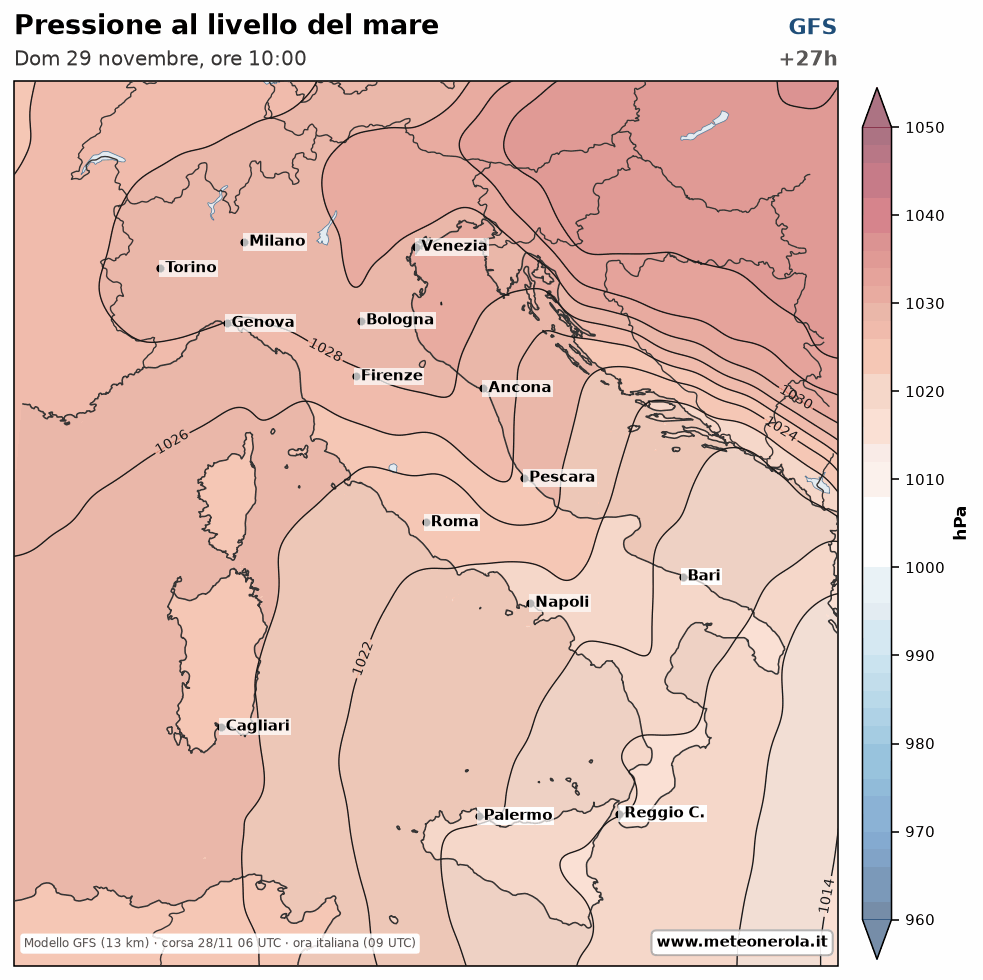 Pressione al livello del mare
GFS
Dom 29 novembre, ore 10:00
+27h
1050
1040
1030
1020
1010
1000
990
980
970
960
hPa
Milano
Venezia
Torino
Genova
Bologna
1028
Firenze
Ancona
1030
1024
1026
Pescara
Roma
Bari
Napoli
1022
Cagliari
Palermo
Reggio C.
1014
Modello GFS (13 km) · corsa 28/11 06 UTC · ora italiana (09 UTC)
www.meteonerola.it